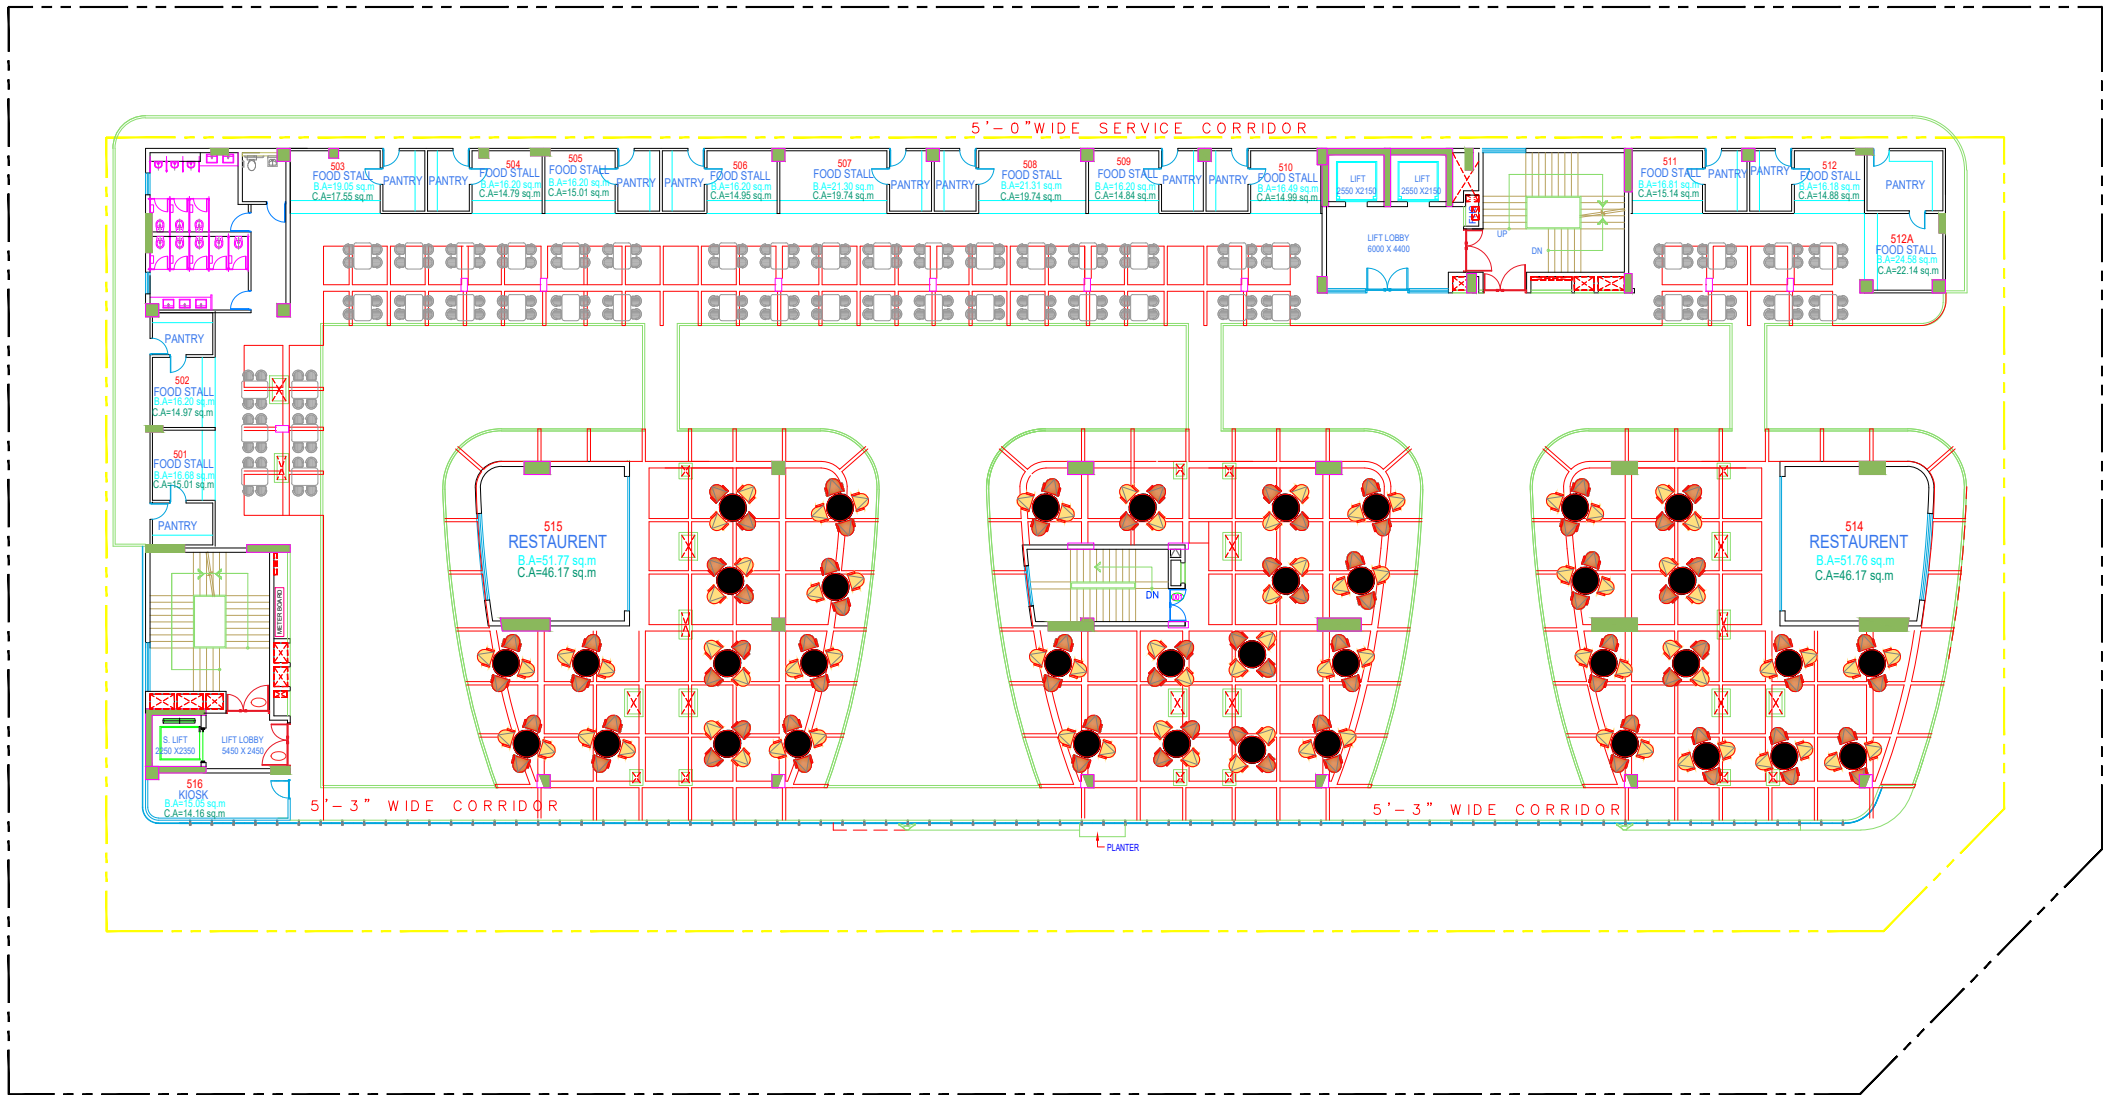 5'-0"WIDE SERVICE CORRIDOR
503
FOOD STALL
B.A=19.05 sq.m
C.A=17.55 sq.m
PANTRY
PANTRY
504
FOOD STALL
B.A=16.20 sq.m
C.A=14.79 sq.m
505
FOOD STALL
B.A=16.20 sq.m
C.A=15.01 sq.m
PANTRY
PANTRY
506
FOOD STALL
B.A=16.20 sq.m
C.A=14.95 sq.m
507
FOOD STALL
B.A=21.30 sq.m
C.A=19.74 sq.m
PANTRY
PANTRY
508
FOOD STALL
B.A=21.31 sq.m
C.A=19.74 sq.m
509
FOOD STALL
B.A=16.20 sq.m
C.A=14.84 sq.m
PANTRY
PANTRY
510
FOOD STALL
B.A=16.49 sq.m
C.A=14.99 sq.m
LIFT
2550 X2150
LIFT
2550 X2150
LIFT LOBBY
6000 X 4400
UP
DN
511
FOOD STALL
B.A=16.81 sq.m
C.A=15.14 sq.m
PANTRY
PANTRY
512
FOOD STALL
B.A=16.18 sq.m
C.A=14.88 sq.m
PANTRY
512A
FOOD STALL
B.A=24.58 sq.m
C.A=22.14 sq.m
PANTRY
502
FOOD STALL
B.A=16.20 sq.m
C.A=14.97 sq.m
501
FOOD STALL
B.A=16.68 sq.m
C.A=15.01 sq.m
PANTRY
METER BOARD
S. LIFT
2250 X2350
LIFT LOBBY
5450 X 2450
516
KIOSK
B.A=15.05 sq.m
C.A=14.16 sq.m
515
RESTAURENT
B.A=51.77 sq.m
C.A=46.17 sq.m
DN
514
RESTAURENT
B.A=51.76 sq.m
C.A=46.17 sq.m
5'-3" WIDE CORRIDOR
5'-3" WIDE CORRIDOR
PLANTER